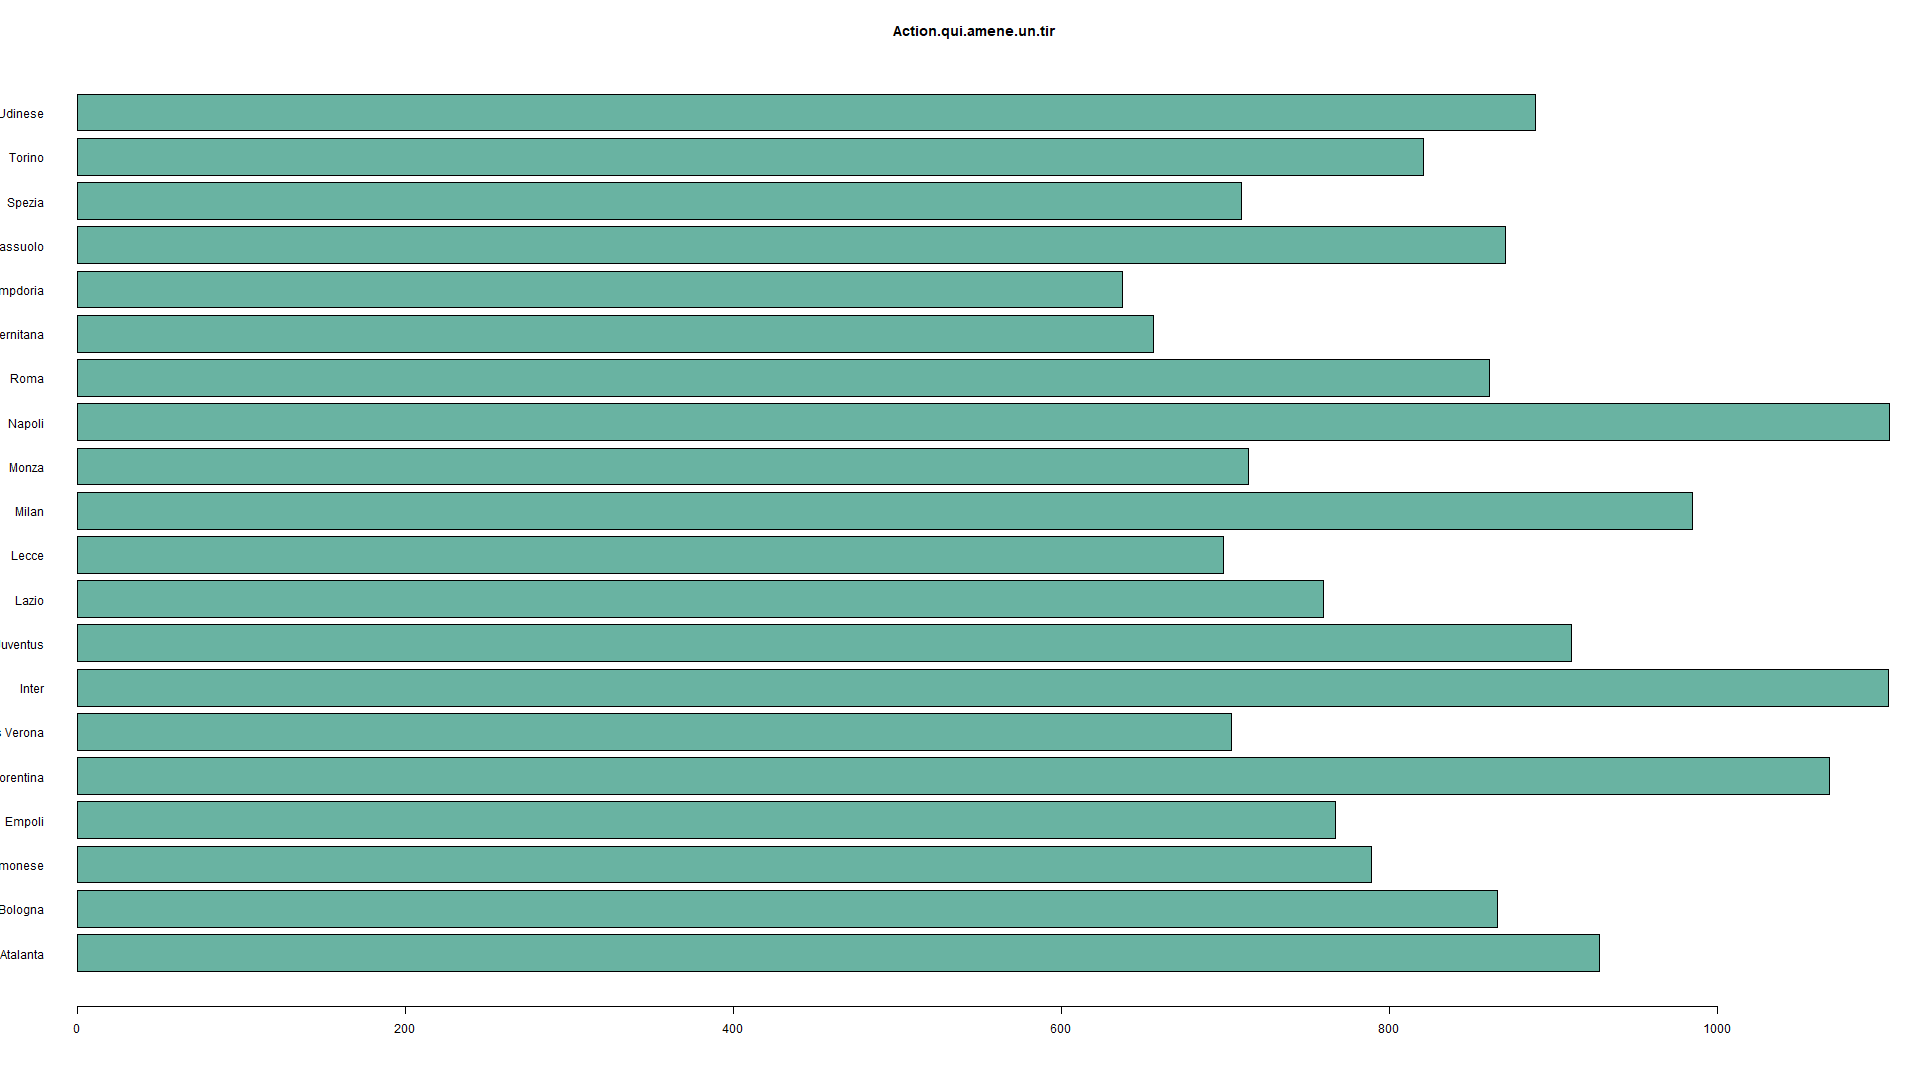 Action.qui.amene.un.tir
Udinese
Torino
Spezia
assuolo
mpdoria
ernitana
Roma
Napoli
Monza
Milan
Lecce
Lazio
Juventus
Inter
s Verona
orentina
Empoli
monese
Bologna
Atalanta
0 200 400 600 800 1000